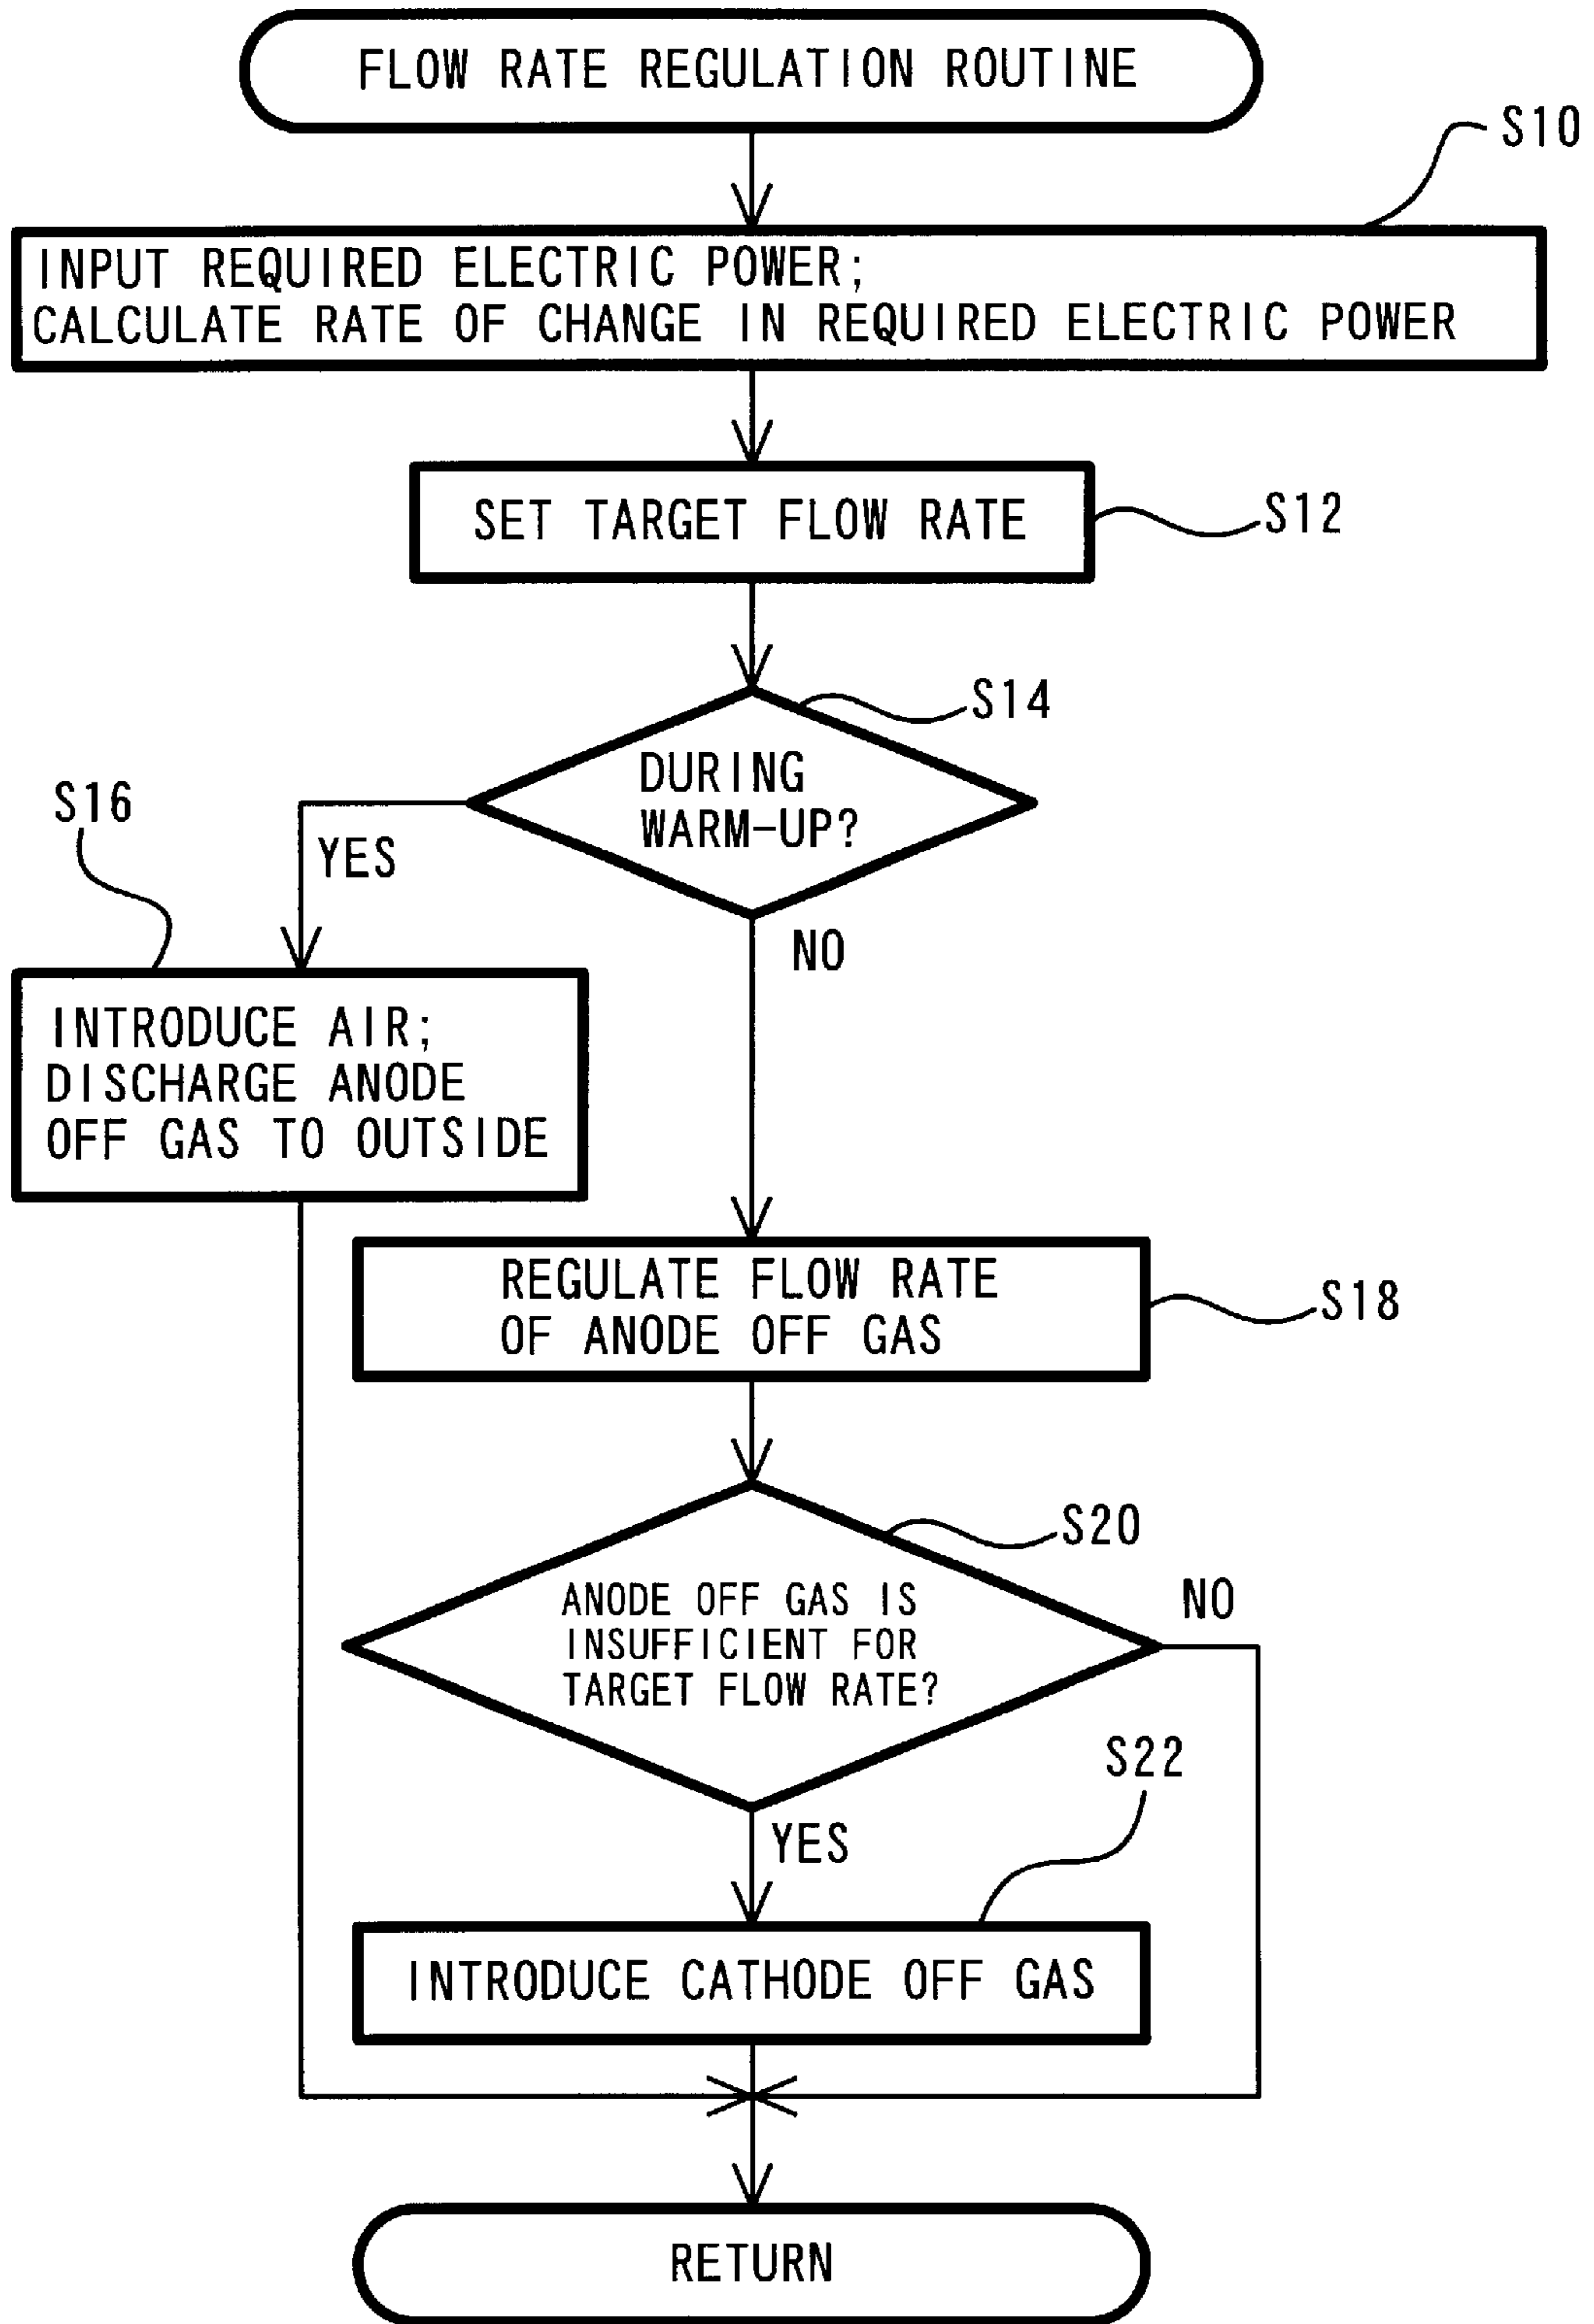 FLOW RATE REGULATION ROUTINE
S10
INPUT REQUIRED ELECTRIC POWER;
CALCULATE RATE OF CHANGE IN REQUIRED ELECTRIC POWER
SET TARGET FLOW RATE
S12
S14
DURING
WARM-UP?
S16
YES
NO
INTRODUCE AIR;
DISCHARGE ANODE
OFF GAS TO OUTSIDE
REGULATE FLOW RATE
OF ANODE OFF GAS
S18
S20
ANODE OFF GAS IS
INSUFFICIENT FOR
TARGET FLOW RATE?
NO
S22
YES
INTRODUCE CATHODE OFF GAS
RETURN